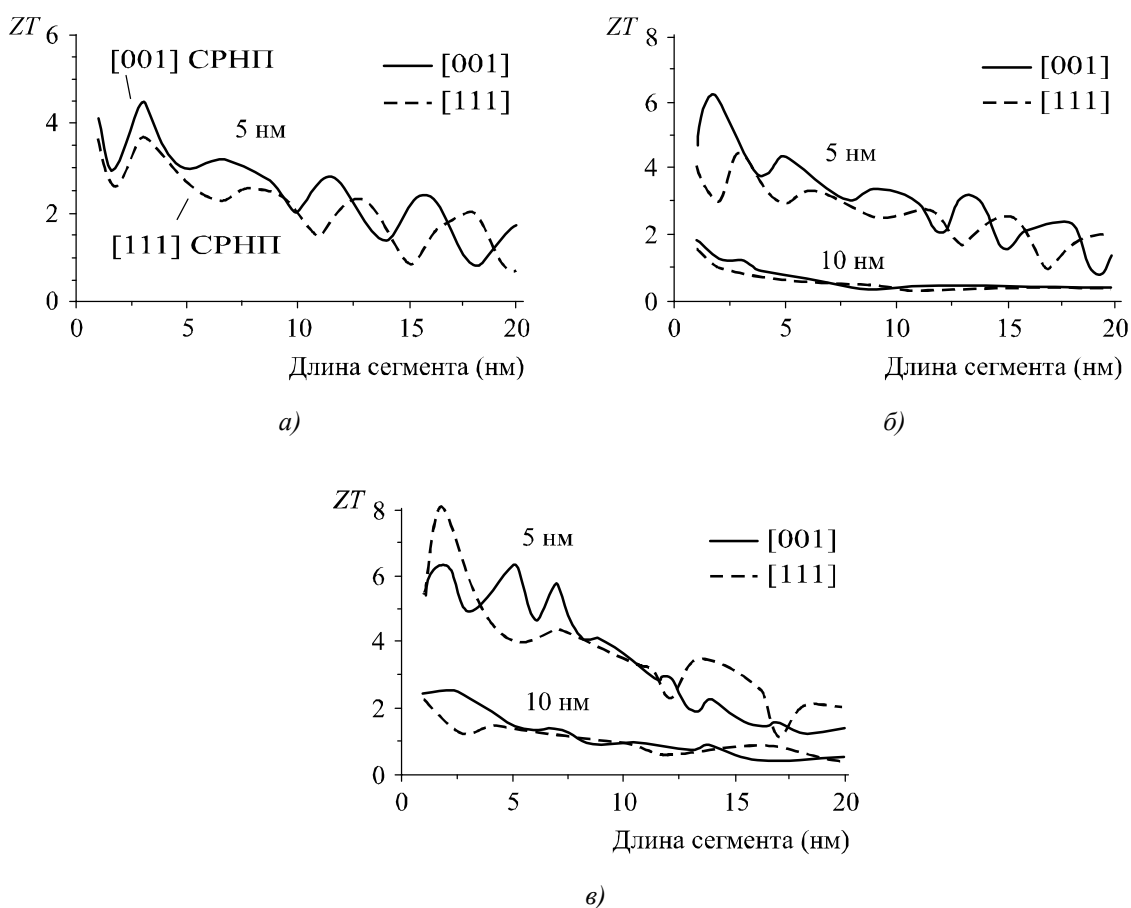 ZT
6
4
2
0
[001] СРНП
[111] СРНП
5 нм
[001]
[111]
0 5 10 15 20
Длина сегмента (нм)
а)
ZT
8
6
4
2
0
[001]
[111]
5 нм
10 нм
0 5 10 15 20
Длина сегмента (нм)
б)
ZT
8
6
4
2
0
5 нм
[001]
[111]
10 нм
0 5 10 15 20
Длина сегмента (нм)
в)